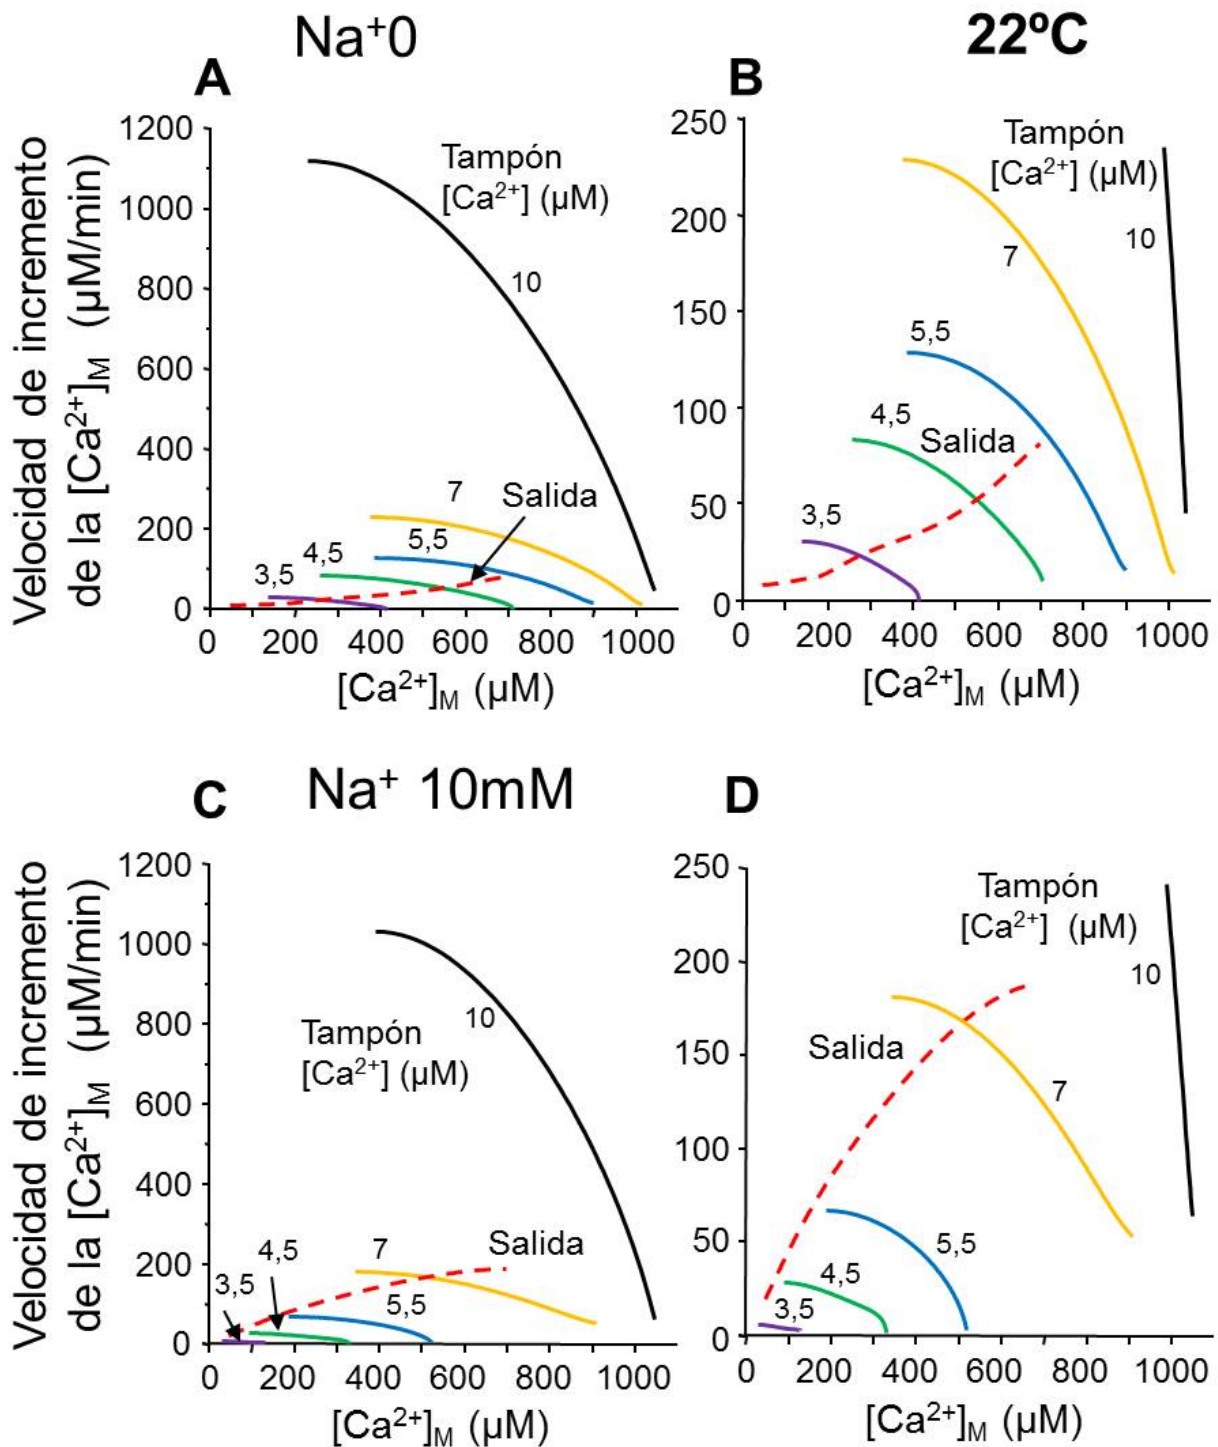 Na⁺0
22ºC
A
B
Velocidad de incremento
de la [Ca²⁺]M (µM/min)
1200
1000
800
600
400
200
0
Tampón
[Ca²⁺] (µM)
10
7
Salida
5,5
4,5
3,5
0 200 400 600 800 1000
[Ca²⁺]M (µM)
250
200
150
100
50
0
Tampón
[Ca²⁺] (µM)
10
7
5,5
4,5
Salida
3,5
0 200 400 600 800 1000
[Ca²⁺]M (µM)
C
Na⁺ 10mM
D
Velocidad de incremento
de la [Ca²⁺]M (µM/min)
1200
1000
800
600
400
200
0
10
Tampón
[Ca²⁺] (µM)
Salida
4,5
7
3,5
5,5
0 200 400 600 800 1000
[Ca²⁺]M (µM)
250
200
150
100
50
0
Tampón
[Ca²⁺] (µM)
10
Salida
7
5,5
4,5
3,5
0 200 400 600 800 1000
[Ca²⁺]M (µM)